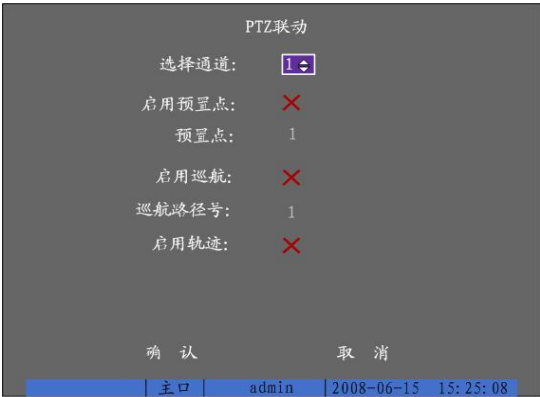 PTZ联动
选择通道: 1
启用预置点:
预置点: 1
启用巡航:
巡航路径号: 1
启用轨迹:
确 认 取 消
主口 admin 2008-06-15 15:25:08